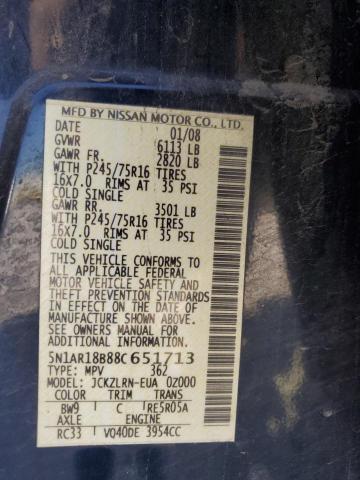 MFD BY NISSAN MOTOR CO., LTD.
DATE 01/08
GVWR 6113 LB
GAWR FR. 2820 LB
WITH P245/75R16 TIRES
16X7.0 RIMS AT 35 PSI
COLD SINGLE
GAWR RR. 3501 LB
WITH P245/75R16 TIRES
16X7.0 RIMS AT 35 PSI
COLD SINGLE
THIS VEHICLE CONFORMS
TO ALL APPLICABLE FEDERAL
MOTOR VEHICLE SAFETY AND
THEFT PREVENTION STANDARDS
IN EFFECT ON THE DATE OF
MANUFACTURE SHOWN ABOVE.
SEE OWNERS MANUAL FOR
ADDITIONAL INFORMATION.
5N1AR18B88C651713
TYPE: MPV 362
MODEL: JCKZLRN-EUA 0Z000
COLOR TRIM TRANS
BW9 C RE5R05A
AXLE ENGINE
RC33 VQ40DE 3954CC